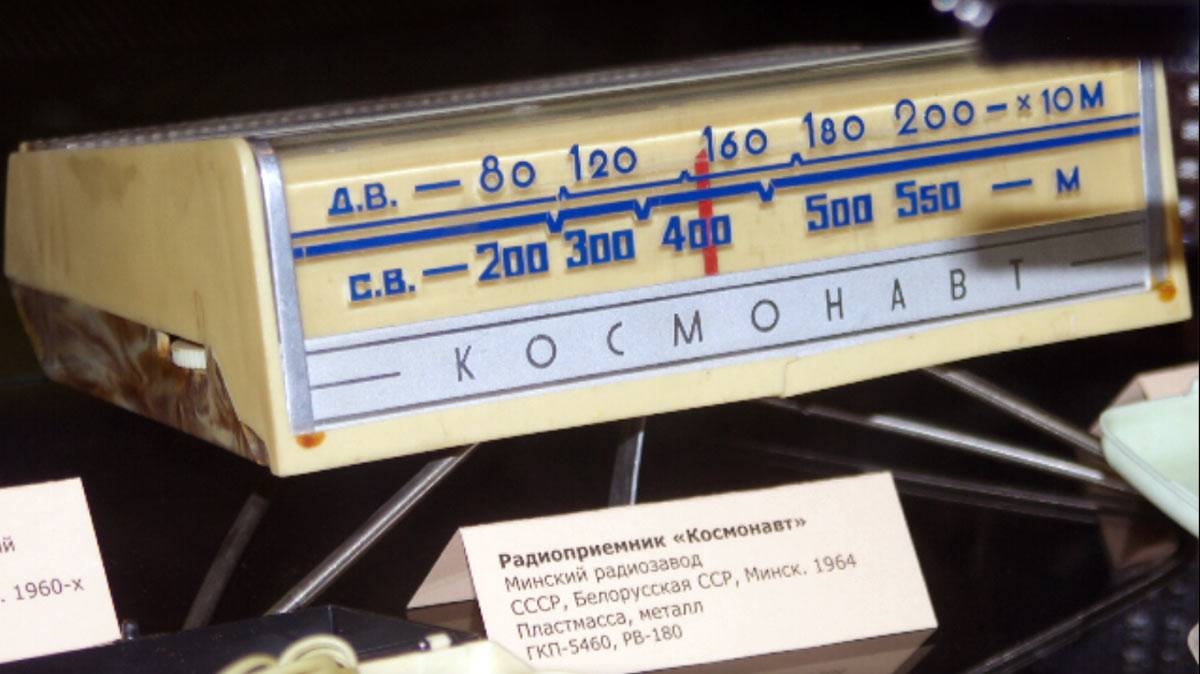 Д.В. — 80 120 160 180 200 — × 10 М
С.В. — 200 300 400 500 550 — М
КОСМОНАВТ
Радиоприемник «Космонавт»
Минский радиозавод
СССР, Белорусская ССР, Минск. 1964
Пластмасса, металл
ГКП-5460, РВ-180
ий
. 1960-х